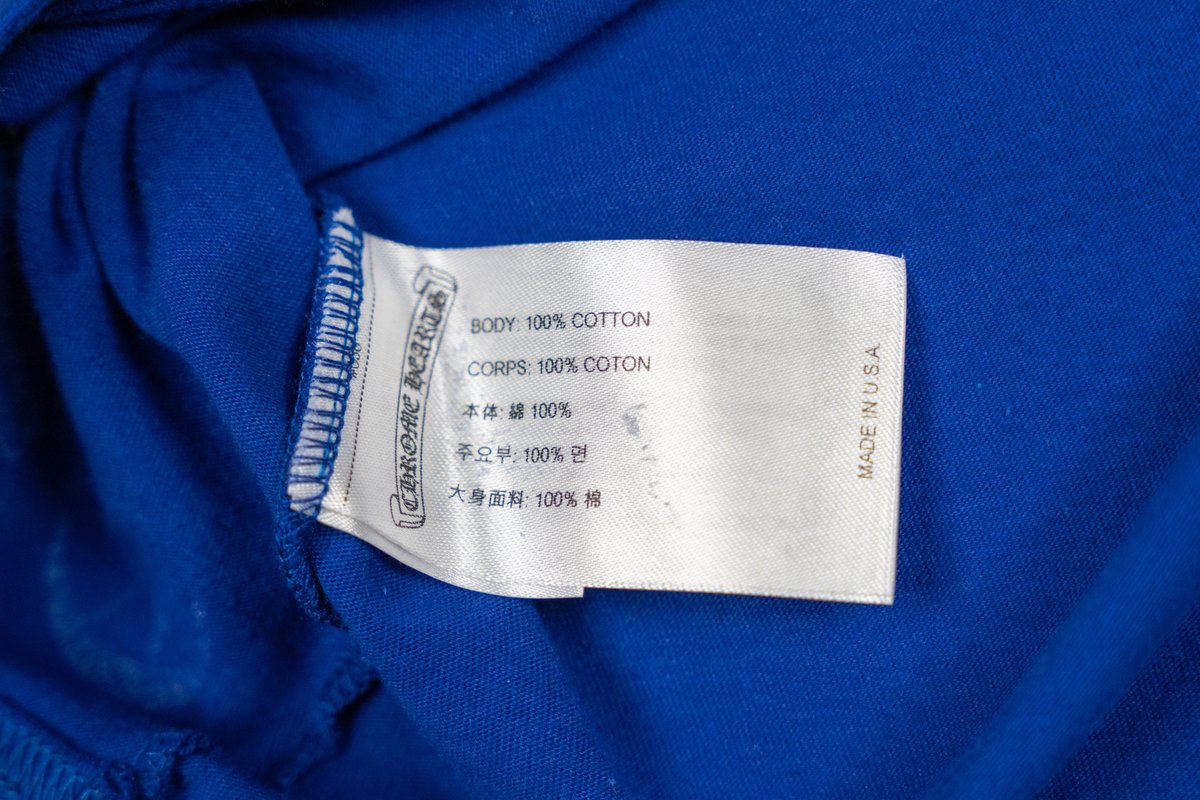 CHROME HEARTS
BODY: 100% COTTON
CORPS: 100% COTON
本体: 綿 100%
주요부: 100% 면
大身面料: 100% 棉
MADE IN U.S.A.